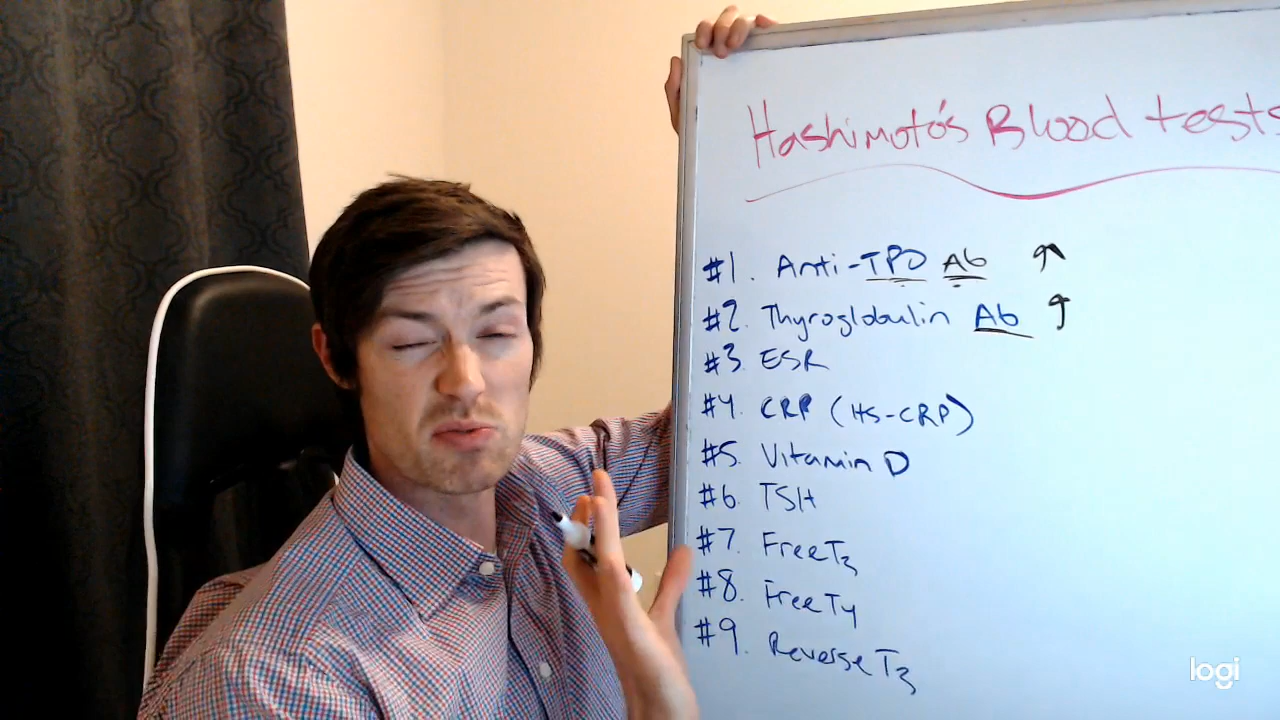 Hashimoto's Blood tests
#1. Anti-TPO Ab ↑
#2. Thyroglobulin Ab ↑
#3. ESR
#4. CRP (HS-CRP)
#5. Vitamin D
#6. TSH
#7. Free T3
#8. Free T4
#9. Reverse T3
logi